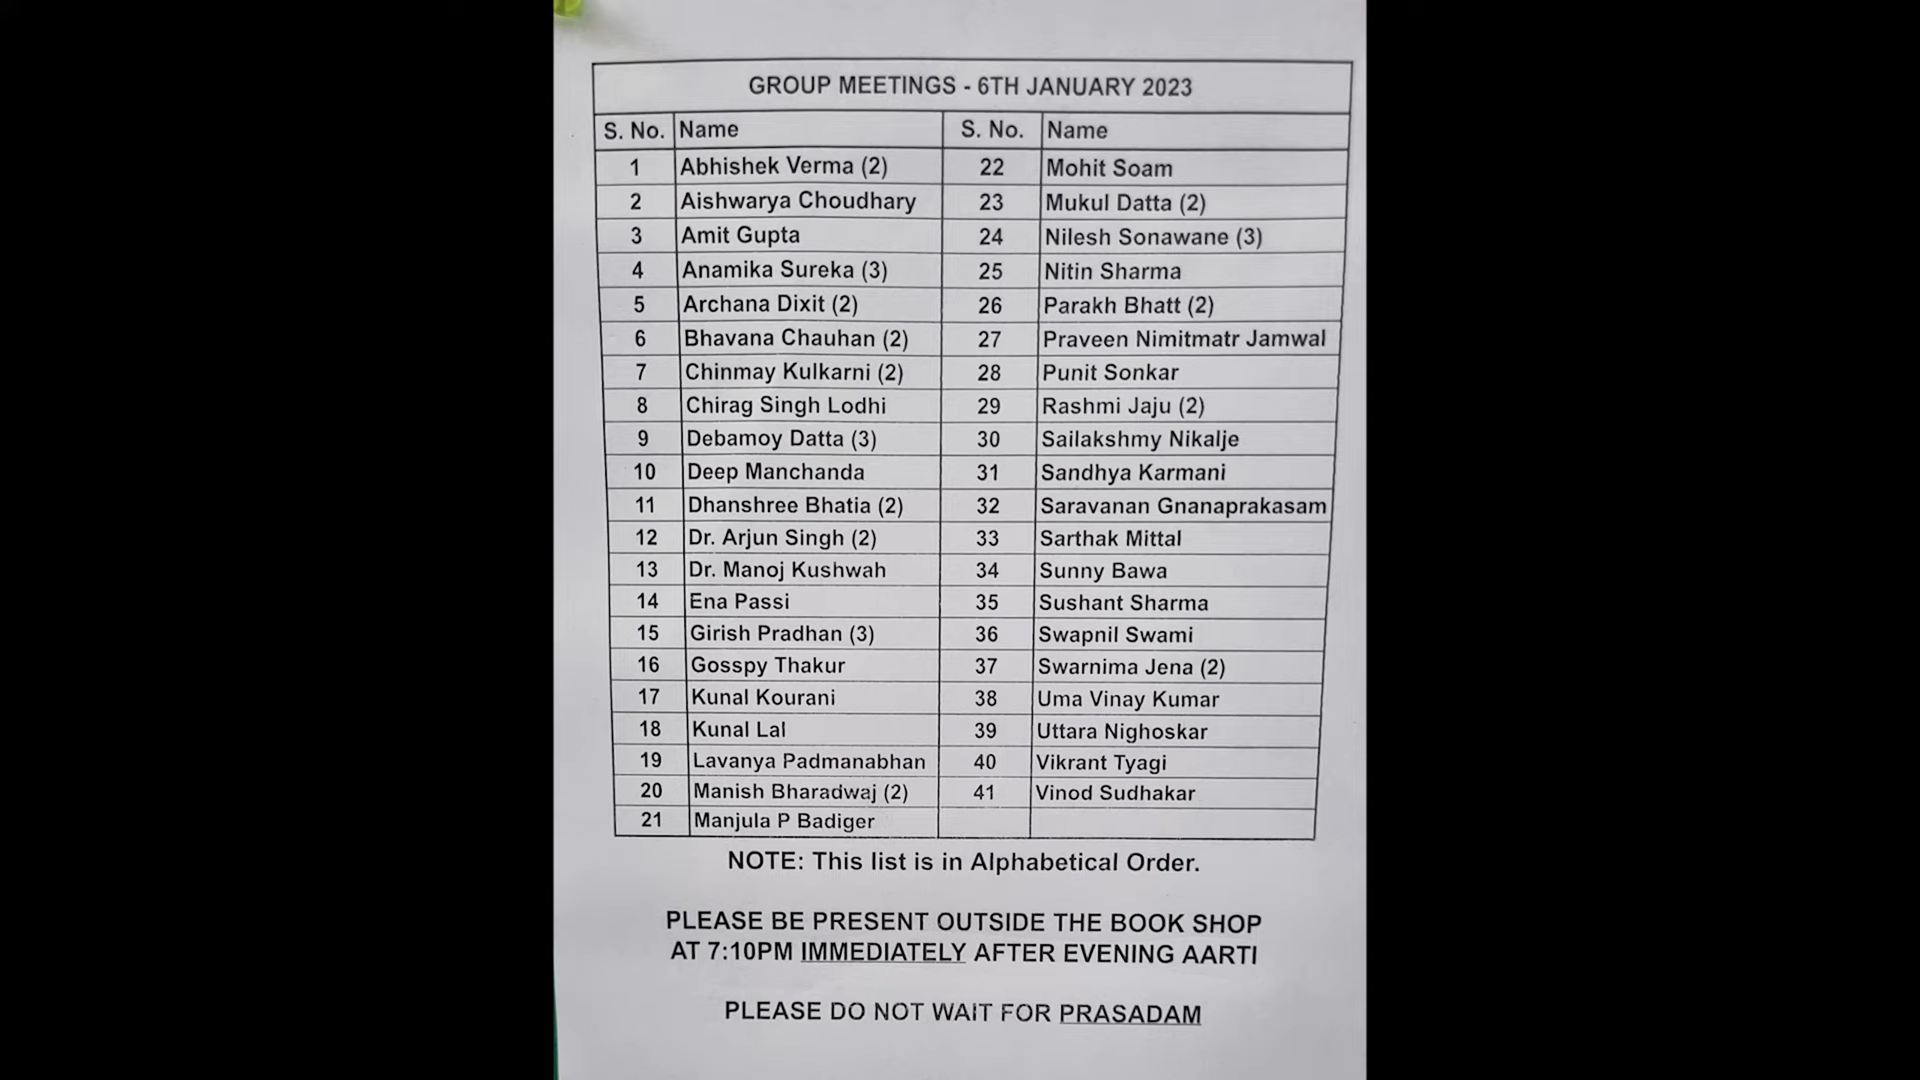 GROUP MEETINGS - 6TH JANUARY 2023
S. No. Name S. No. Name
1 Abhishek Verma (2) 22 Mohit Soam
2 Aishwarya Choudhary 23 Mukul Datta (2)
3 Amit Gupta 24 Nilesh Sonawane (3)
4 Anamika Sureka (3) 25 Nitin Sharma
5 Archana Dixit (2) 26 Parakh Bhatt (2)
6 Bhavana Chauhan (2) 27 Praveen Nimitmatr Jamwal
7 Chinmay Kulkarni (2) 28 Punit Sonkar
8 Chirag Singh Lodhi 29 Rashmi Jaju (2)
9 Debamoy Datta (3) 30 Sailakshmy Nikalje
10 Deep Manchanda 31 Sandhya Karmani
11 Dhanshree Bhatia (2) 32 Saravanan Gnanaprakasam
12 Dr. Arjun Singh (2) 33 Sarthak Mittal
13 Dr. Manoj Kushwah 34 Sunny Bawa
14 Ena Passi 35 Sushant Sharma
15 Girish Pradhan (3) 36 Swapnil Swami
16 Gosspy Thakur 37 Swarnima Jena (2)
17 Kunal Kourani 38 Uma Vinay Kumar
18 Kunal Lal 39 Uttara Nighoskar
19 Lavanya Padmanabhan 40 Vikrant Tyagi
20 Manish Bharadwaj (2) 41 Vinod Sudhakar
21 Manjula P Badiger
NOTE: This list is in Alphabetical Order.
PLEASE BE PRESENT OUTSIDE THE BOOK SHOP
AT 7:10PM IMMEDIATELY AFTER EVENING AARTI
PLEASE DO NOT WAIT FOR PRASADAM